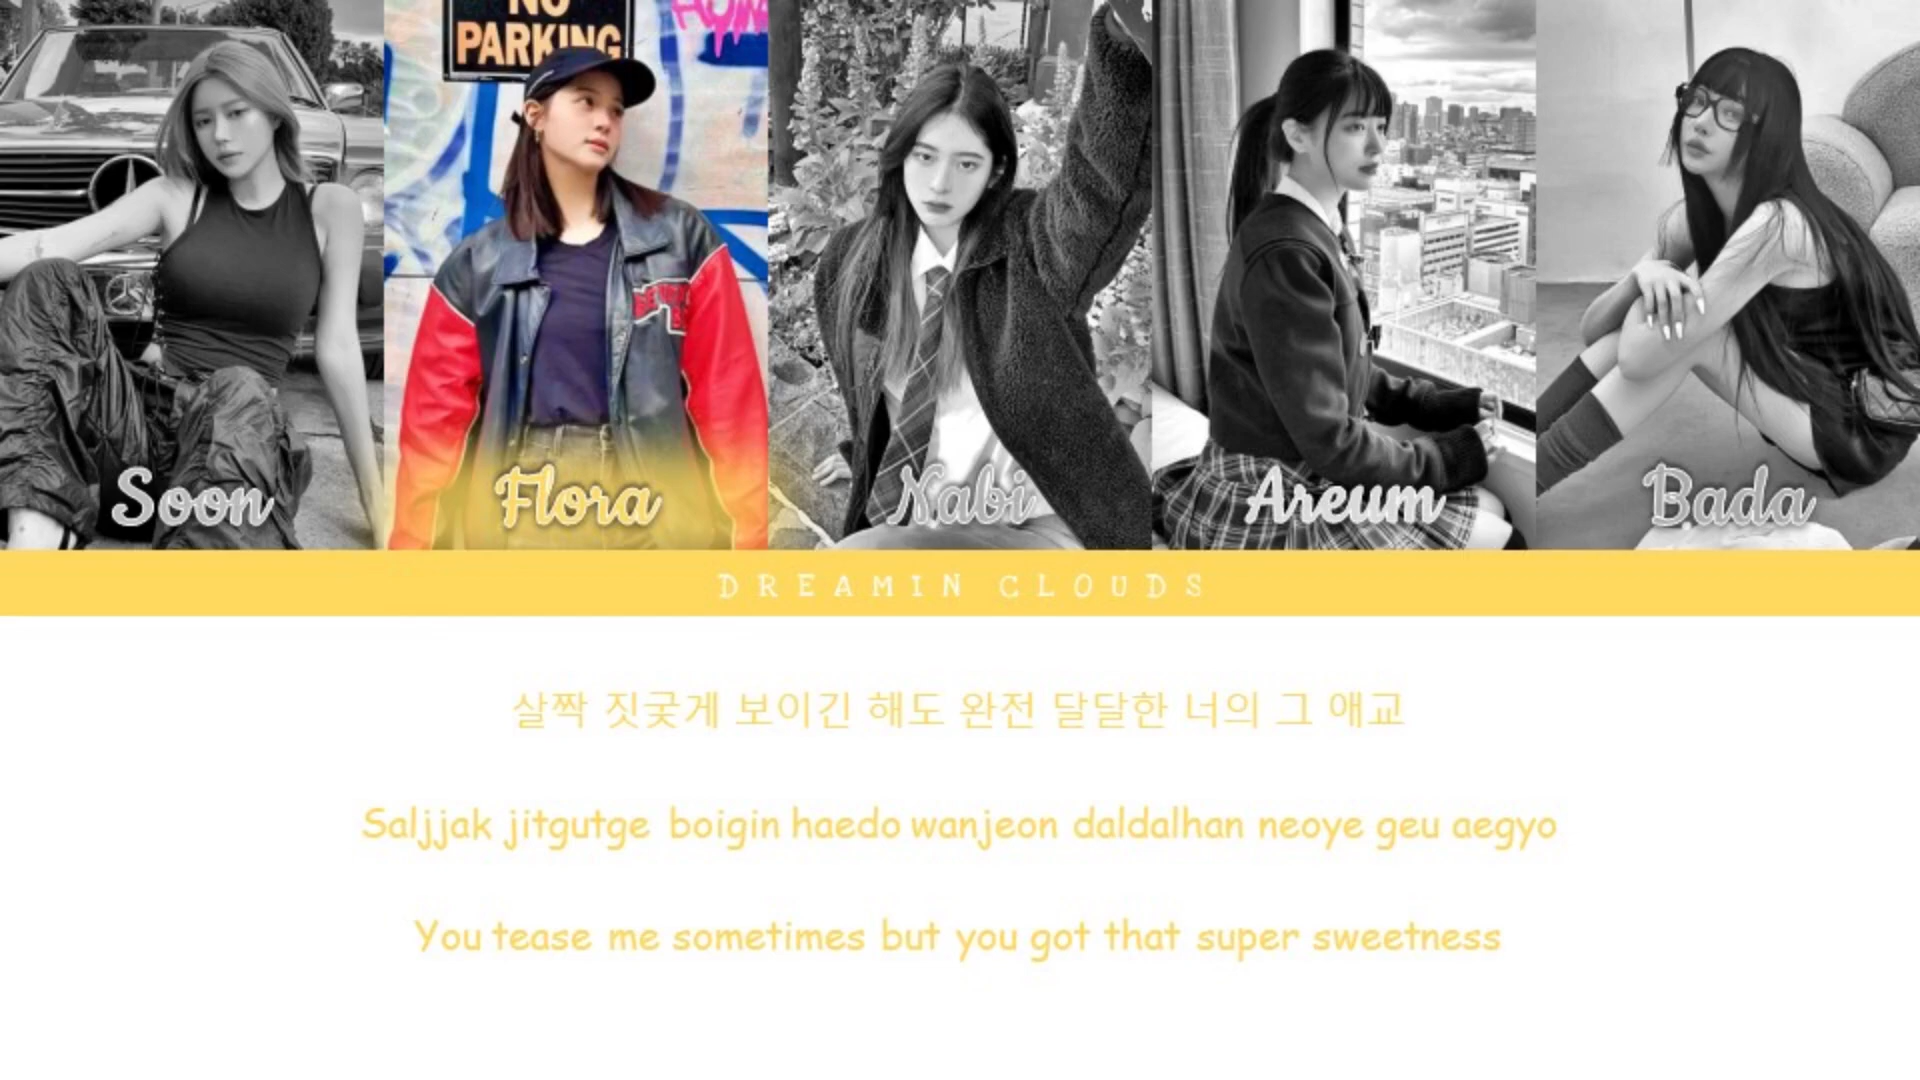 NO
PARKING
Soon
Flora
Nabi
Areum
Bada
DREAMIN CLOUDS
살짝 짓궂게 보이긴 해도 완전 달달한 너의 그 애교
Saljjak jitgutge boigin haedo wanjeon daldalhan neoye geu aegyo
You tease me sometimes but you got that super sweetness